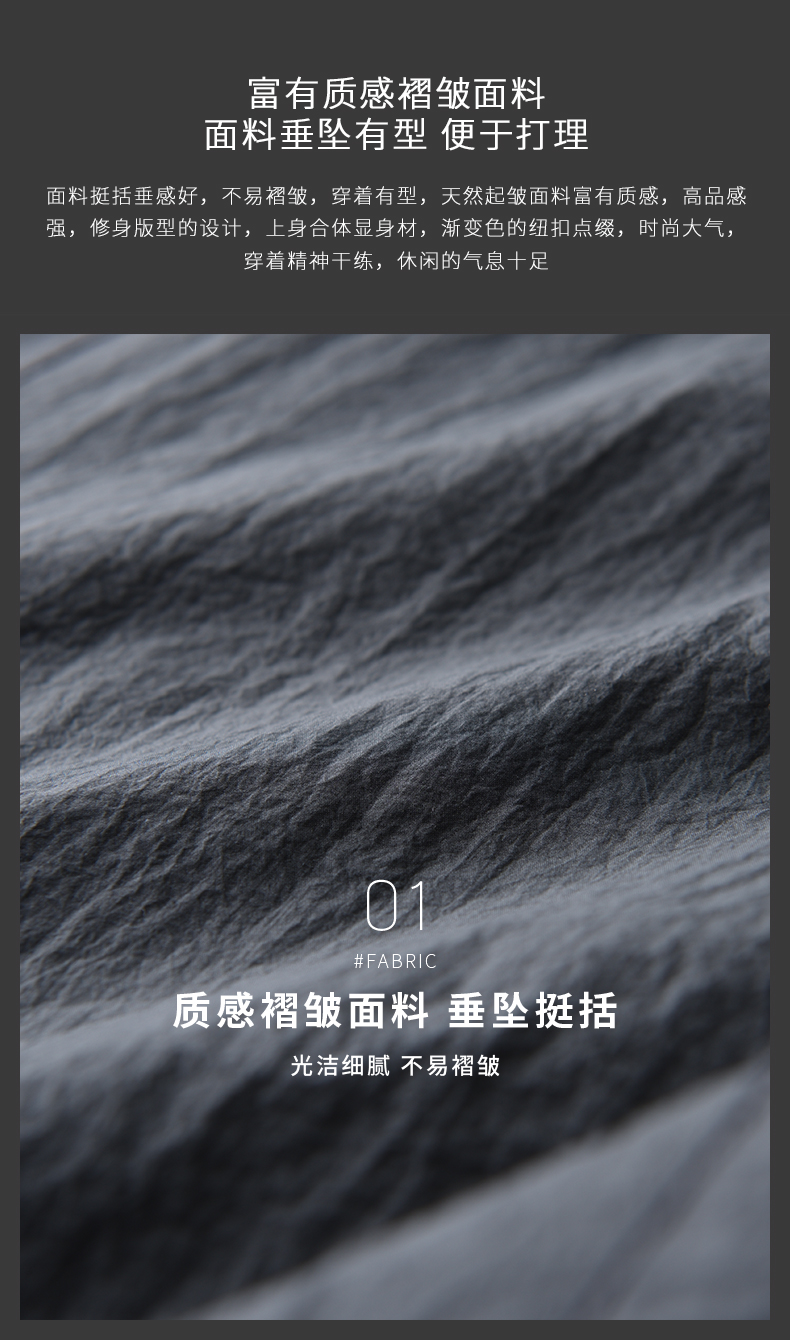 富有质感褶皱面料
面料垂坠有型 便于打理
面料挺括垂感好，不易褶皱，穿着有型，天然起皱面料富有质感，高品感
强，修身版型的设计，上身合体显身材，渐变色的纽扣点缀，时尚大气，
穿着精神干练，休闲的气息十足
01
#FABRIC
质感褶皱面料 垂坠挺括
光洁细腻 不易褶皱